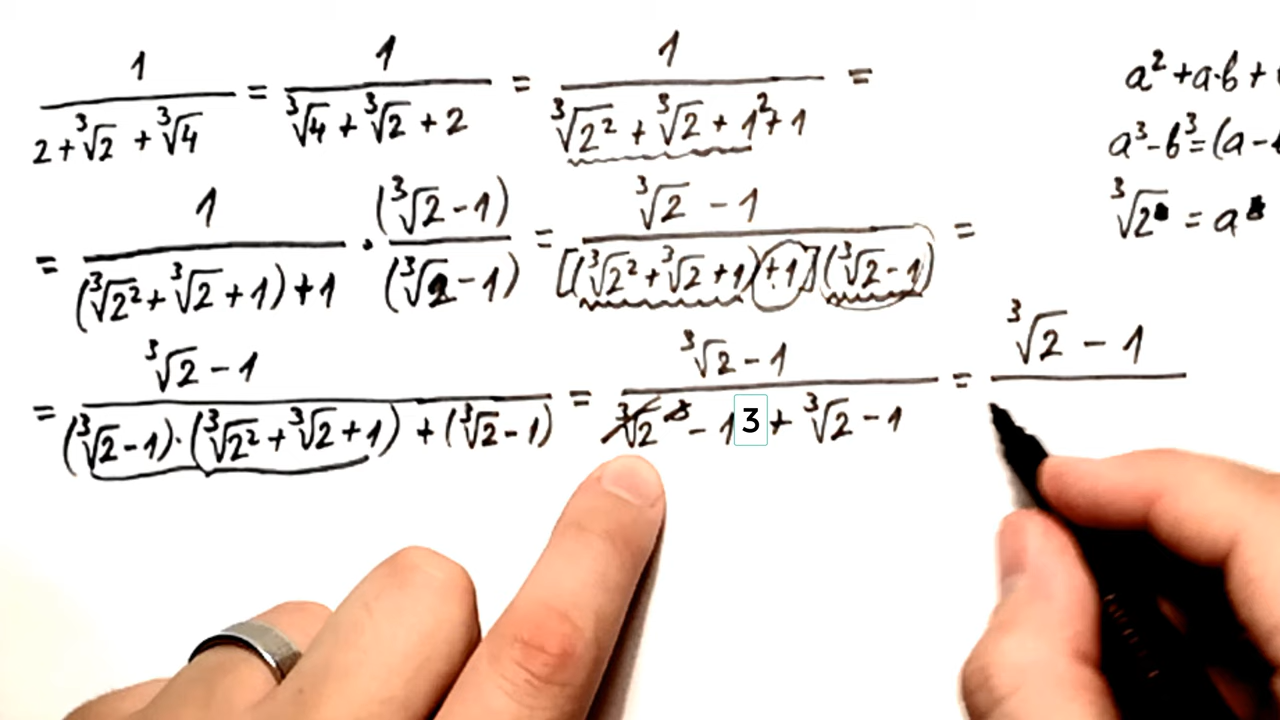 1/(2+∛2+∛4) = 1/(∛4+∛2+2) = 1/(∛2²+∛2+1²+1) =
= 1/((∛2²+∛2+1)+1) · (∛2-1)/(∛2-1) = (∛2-1)/([(∛2²+∛2+1)+1](∛2-1)) =
= (∛2-1)/((∛2-1)·(∛2²+∛2+1)+(∛2-1)) = (∛2-1)/(∛2³-1 3+∛2-1) = (∛2-1)/
a²+a·b+
a³-b³=(a-
∛2 = a